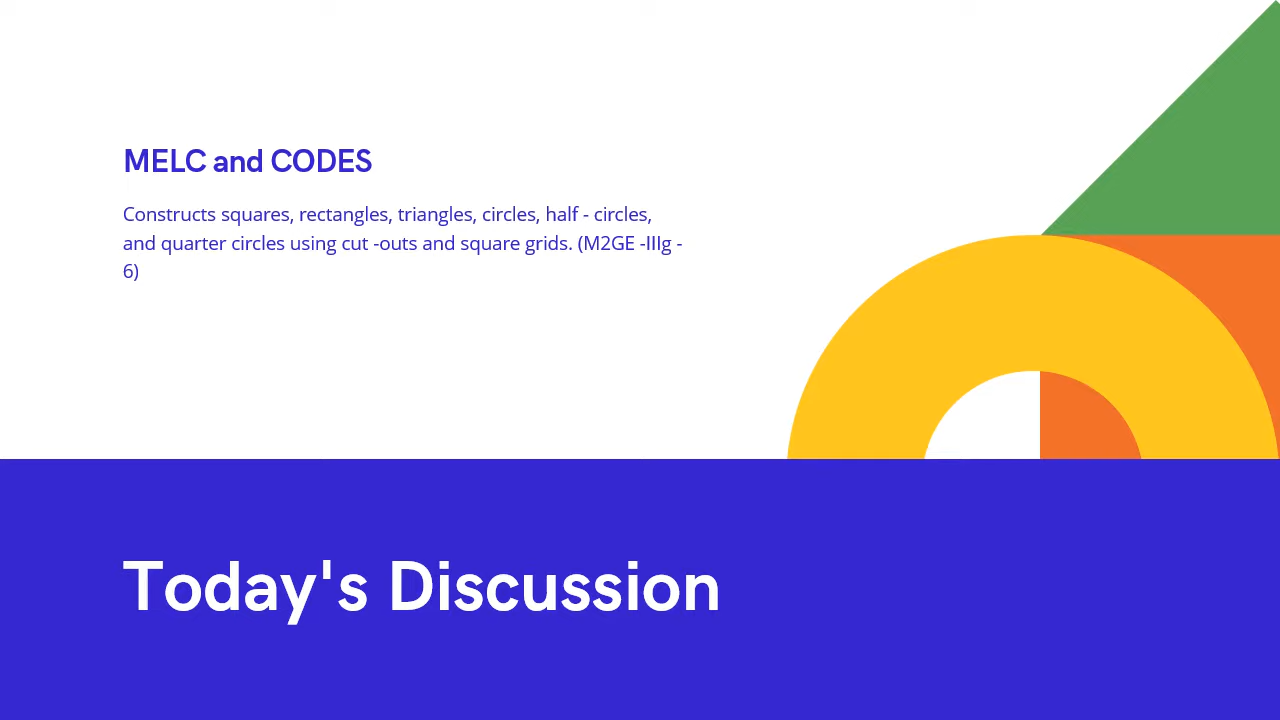 MELC and CODES
Constructs squares, rectangles, triangles, circles, half - circles,
and quarter circles using cut -outs and square grids. (M2GE -IIIg -
6)
Today's Discussion